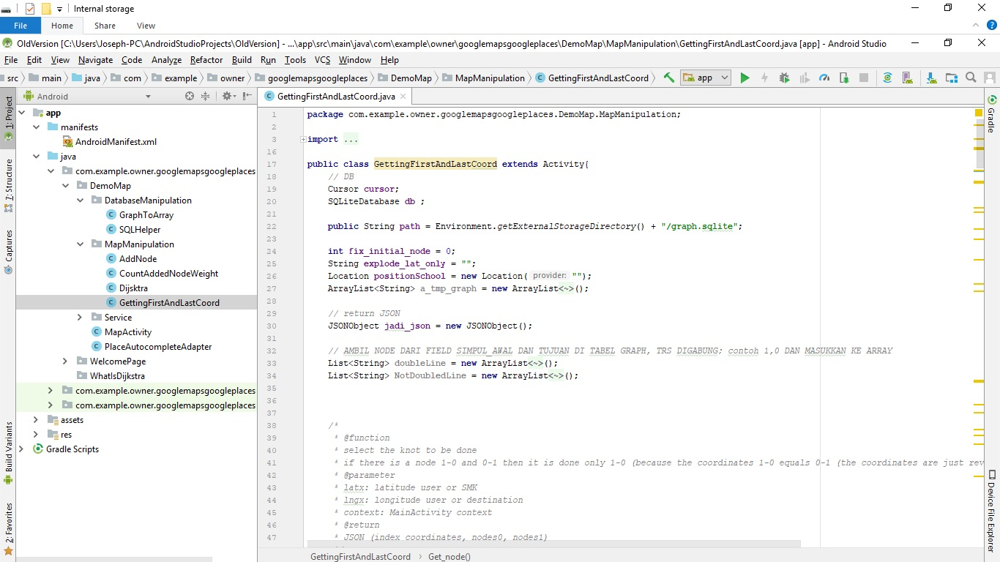 Internal storage
File Home Share View
OldVersion [C:\Users\Joseph-PC\AndroidStudioProjects\OldVersion] - ...\app\src\main\java\com\example\owner\googlemapsgoogleplaces\DemoMap\MapManipulation\GettingFirstAndLastCoord.java [app] - Android Studio
File Edit View Navigate Code Analyze Refactor Build Run Tools VCS Window Help
src main java com example owner googlemapsgoogleplaces DemoMap MapManipulation GettingFirstAndLastCoord app
1: Project
7: Structure
Captures
Build Variants
2: Favorites
Android
app
manifests
AndroidManifest.xml
java
com.example.owner.googlemapsgoogleplaces
DemoMap
DatabaseManipulation
GraphToArray
SQLHelper
MapManipulation
AddNode
CountAddedNodeWeight
Dijsktra
GettingFirstAndLastCoord
Service
MapActivity
PlaceAutocompleteAdapter
WelcomePage
WhatIsDijkstra
com.example.owner.googlemapsgoogleplaces
com.example.owner.googlemapsgoogleplaces
assets
res
Gradle Scripts
GettingFirstAndLastCoord.java
1 package com.example.owner.googlemapsgoogleplaces.DemoMap.MapManipulation;
2
3 import ...
16
17 public class GettingFirstAndLastCoord extends Activity{
18 // DB
19 Cursor cursor;
20 SQLiteDatabase db ;
21
22 public String path = Environment.getExternalStorageDirectory() + "/graph.sqlite";
23
24 int fix_initial_node = 0;
25 String explode_lat_only = "";
26 Location positionSchool = new Location( provider: "");
27 ArrayList<String> a_tmp_graph = new ArrayList<~>();
28
29 // return JSON
30 JSONObject jadi_json = new JSONObject();
31
32 // AMBIL NODE DARI FIELD SIMPUL_AWAL DAN TUJUAN DI TABEL GRAPH, TRS DIGABUNG; contoh 1,0 DAN MASUKKAN KE ARRAY
33 List<String> doubleLine = new ArrayList<~>();
34 List<String> NotDoubledLine = new ArrayList<~>();
35
36
37
38 /*
39 * @function
40 * select the knot to be done
41 * if there is a node 1-0 and 0-1 then it is done only 1-0 (because the coordinates 1-0 equals 0-1 (the coordinates are just rev
42 * @parameter
43 * latx: latitude user or SMK
44 * lngx: longitude user or destination
45 * context: MainActivity context
46 * @return
47 * JSON (index coordinates, nodes0, nodes1)
GettingFirstAndLastCoord Get_node()
Gradle
Device File Explorer